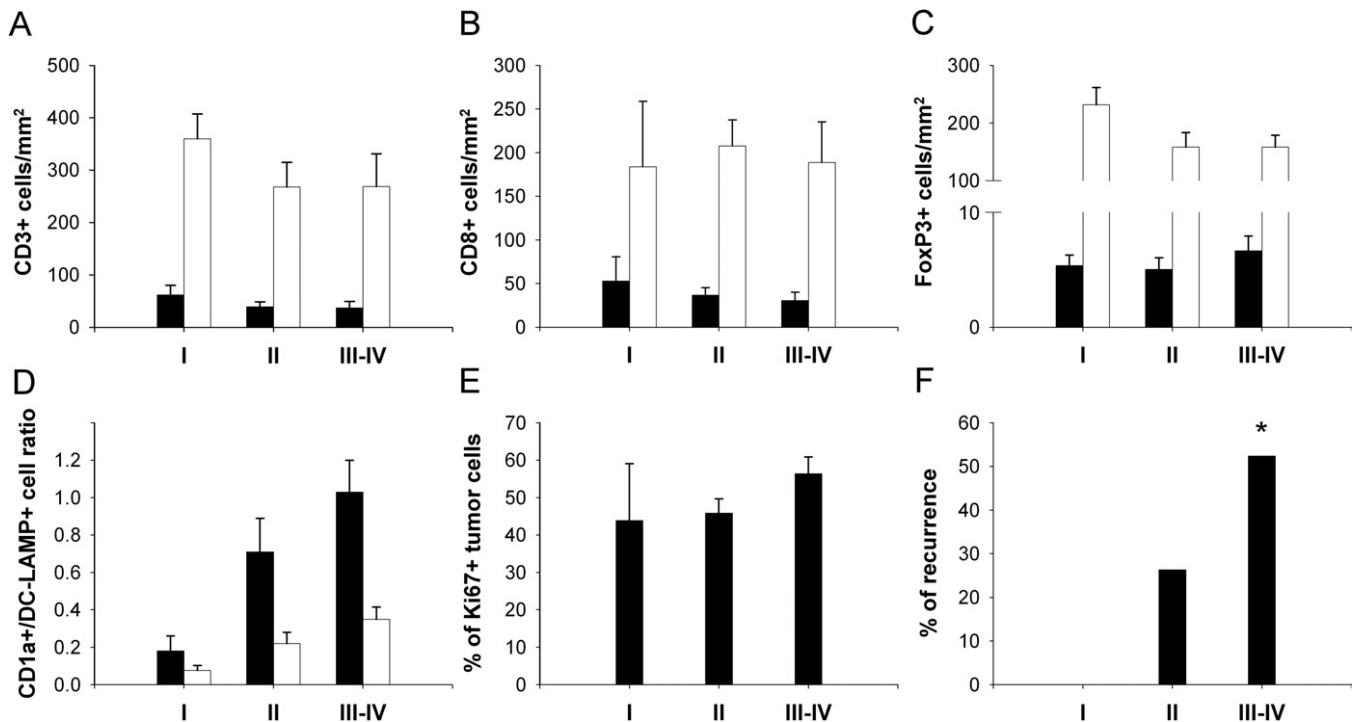 A
CD3+ cells/mm²
500
400
300
200
100
0
I II III-IV
B
CD8+ cells/mm²
300
250
200
150
100
50
0
I II III-IV
C
FoxP3+ cells/mm²
300
200
100
10
0
I II III-IV
D
CD1a+/DC-LAMP+ cell ratio
1.2
1.0
0.8
0.6
0.4
0.2
0.0
I II III-IV
E
% of Ki67+ tumor cells
70
60
50
40
30
20
10
0
I II III-IV
F
% of recurrence
60
50
40
30
20
10
0
*
I II III-IV